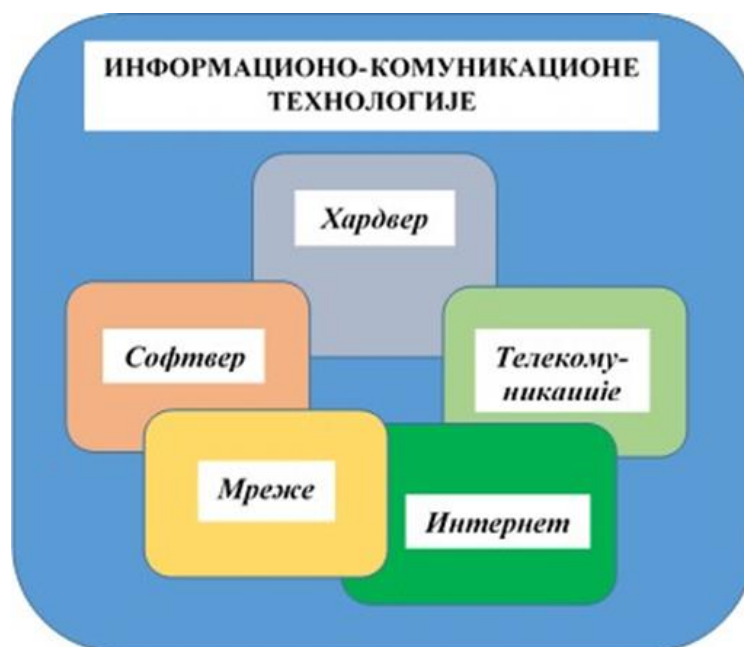 ИНФОРМАЦИОНО-КОМУНИКАЦИОНЕ
ТЕХНОЛОГИЈЕ
Хардвер
Софтвер
Телекому-
никације
Мреже
Интернет